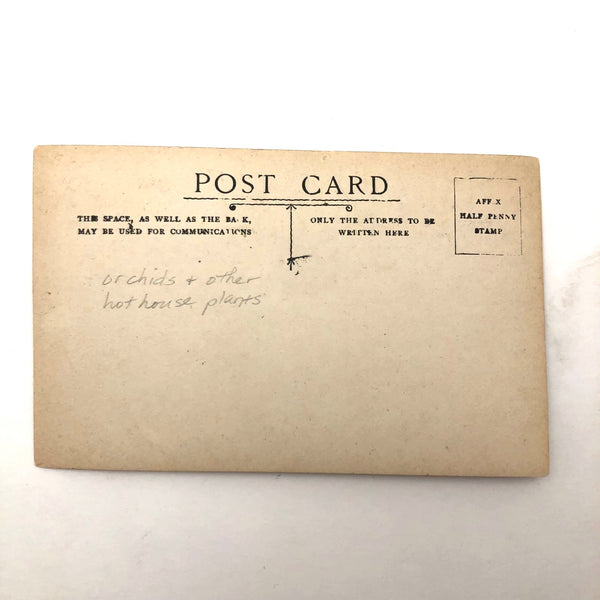 POST CARD
THIS SPACE, AS WELL AS THE BACK,
MAY BE USED FOR COMMUNICATIONS
ONLY THE ADDRESS TO BE
WRITTEN HERE
AFFIX
HALF PENNY
STAMP
orchids + other
hothouse plants